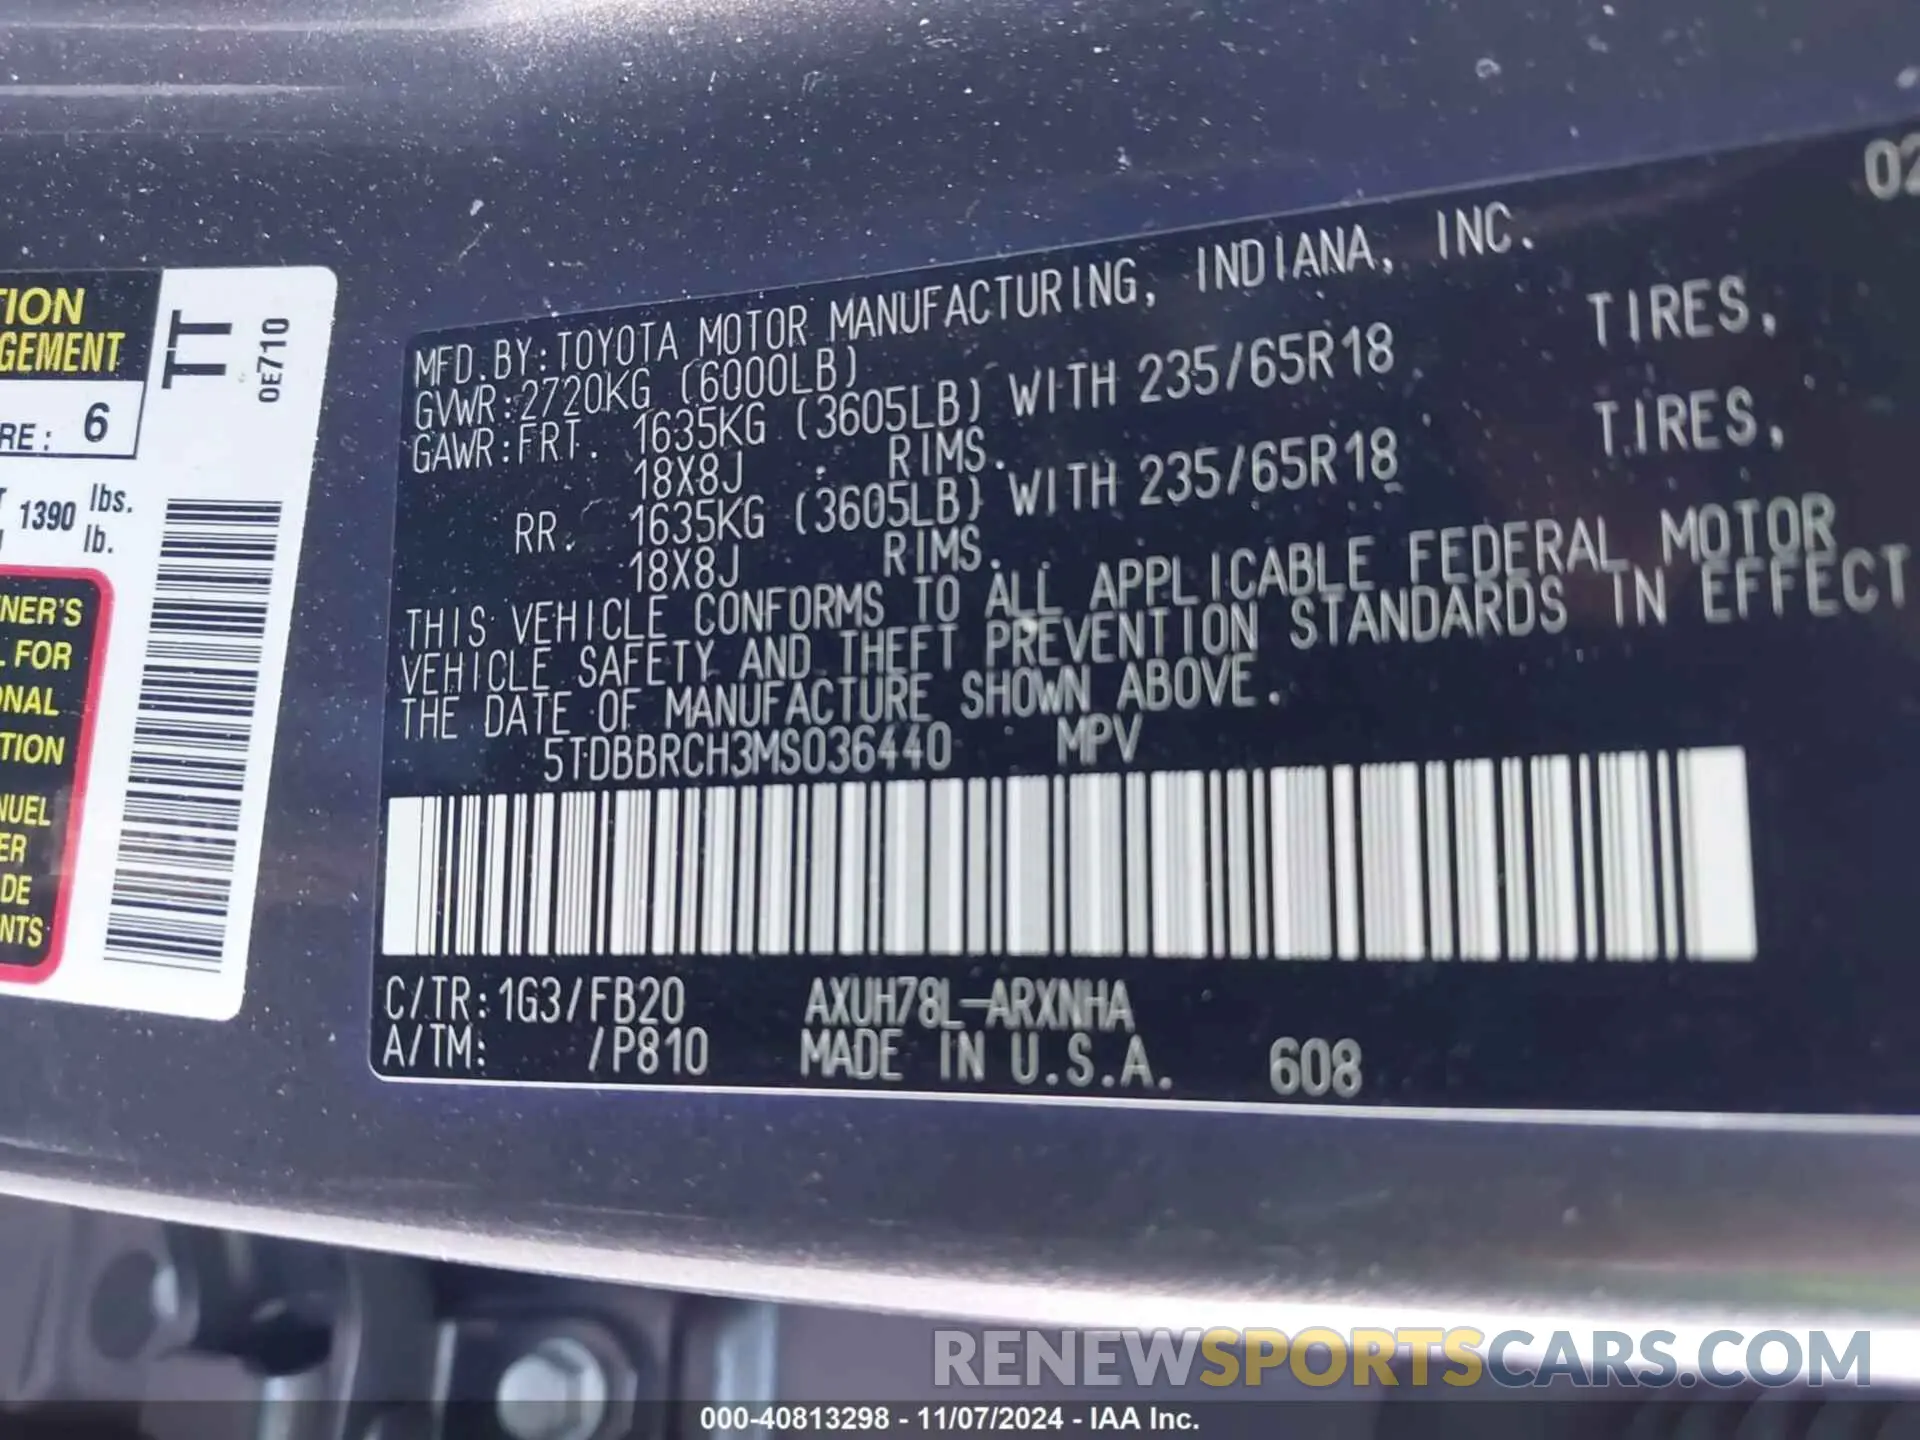 TION
GEMENT
RE: 6
1390 lbs.
lb.
NER'S
FOR
ONAL
TION
NUEL
ER
DE
NTS
TT
0E710
02
MFD.BY:TOYOTA MOTOR MANUFACTURING, INDIANA, INC.
GVWR:2720KG (6000LB)
GAWR:FRT. 1635KG (3605LB) WITH 235/65R18 TIRES,
18X8J RIMS.
RR. 1635KG (3605LB) WITH 235/65R18 TIRES,
18X8J RIMS.
THIS VEHICLE CONFORMS TO ALL APPLICABLE FEDERAL MOTOR
VEHICLE SAFETY AND THEFT PREVENTION STANDARDS IN EFFECT
THE DATE OF MANUFACTURE SHOWN ABOVE.
5TDBBRCH3MS036440 MPV
C/TR:1G3/FB20 AXUH78L-ARXNHA
A/TM: /P810 MADE IN U.S.A. 608
RENEWSPORTSCARS.COM
000-40813298 - 11/07/2024 - IAA Inc.